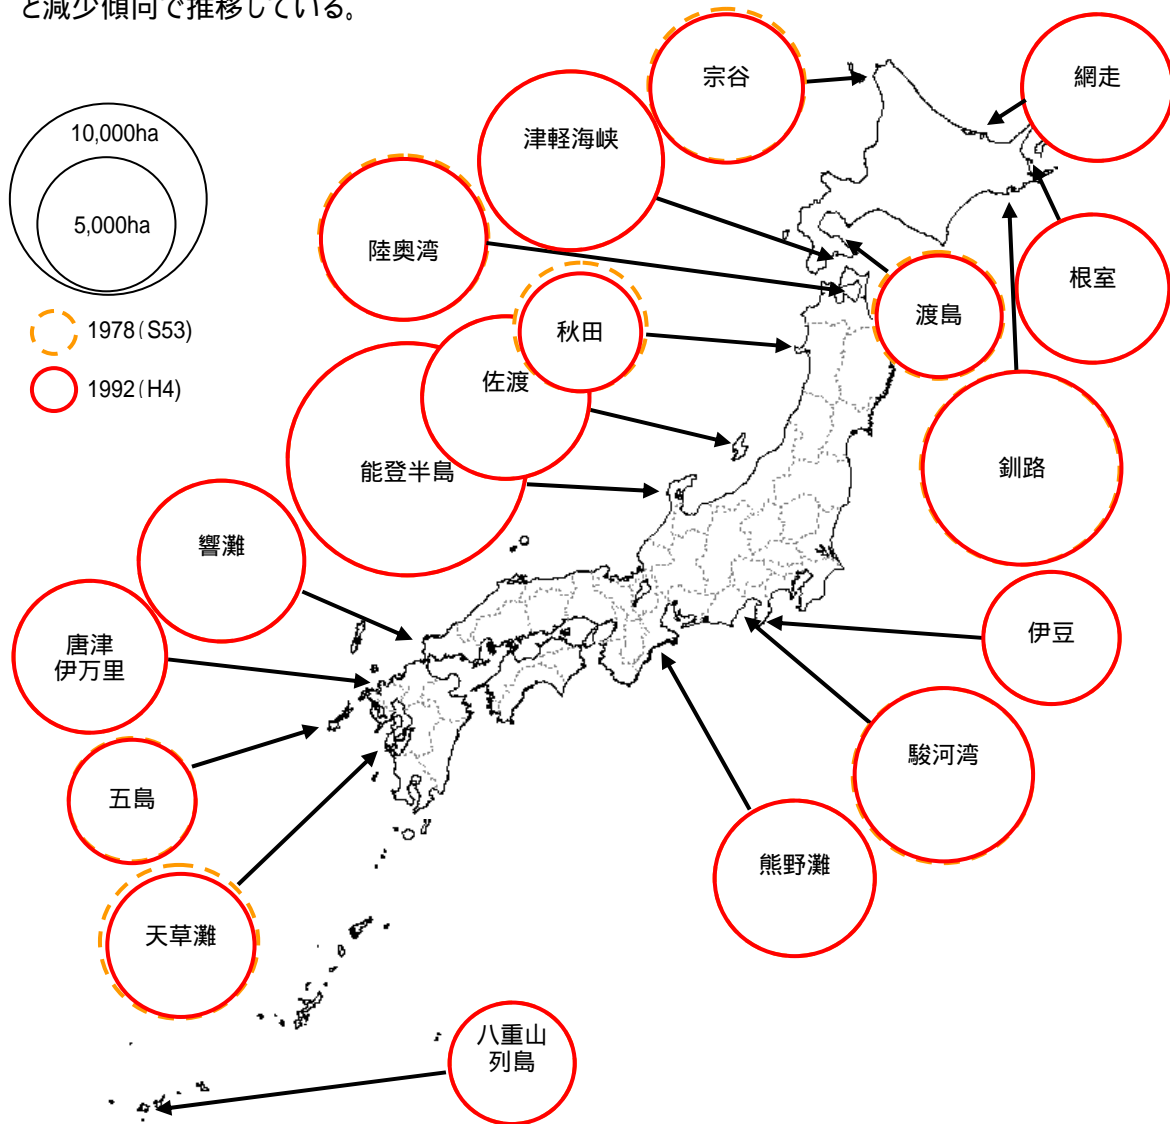 と減少傾向で推移している。
10,000ha
5,000ha
1978(S53)
1992(H4)
宗谷
網走
津軽海峡
陸奥湾
根室
渡島
秋田
佐渡
釧路
能登半島
響灘
伊豆
唐津
伊万里
駿河湾
五島
熊野灘
天草灘
八重山
列島